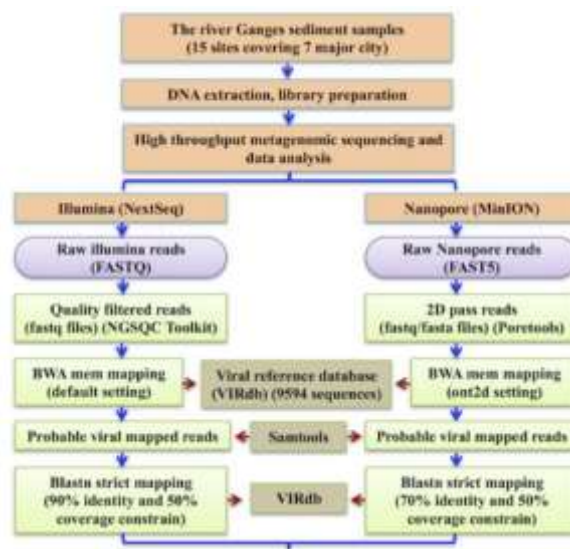 The river Ganges sediment samples
(15 sites covering 7 major city)
DNA extraction, library preparation
High throughput metagenomic sequencing and
data analysis
Illumina (NextSeq)
Nanopore (MinION)
Raw illumina reads
(FASTQ)
Raw Nanopore reads
(FAST5)
Quality filtered reads
(fastq files) (NGSQC Toolkit)
2D pass reads
(fastq/fasta files) (Poretools)
BWA mem mapping
(default setting)
Viral reference database
(VIRdb) (9594 sequences)
BWA mem mapping
(ont2d setting)
Probable viral mapped reads
Samtools
Probable viral mapped reads
Blastn strict mapping
(90% identity and 50%
coverage constrain)
VIRdb
Blastn strict mapping
(70% identity and 50%
coverage constrain)